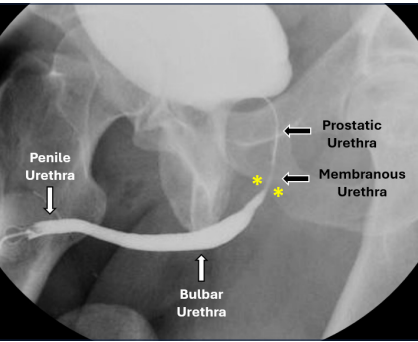 Prostatic
Urethra
Penile
Urethra
Membranous
Urethra
*
*
Bulbar
Urethra